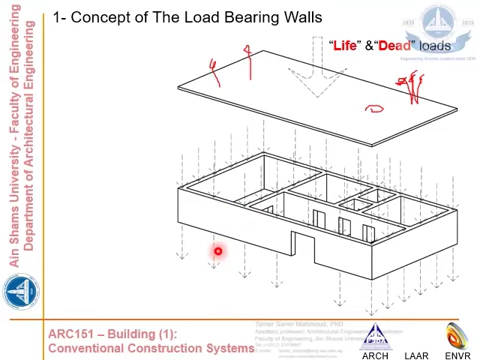 1- Concept of The Load Bearing Walls
"Life" &"Dead" loads
Ain Shams University - Faculty of Engineering
Department of Architectural Engineering
ARC151 – Building (1):
Conventional Construction Systems
Tamer Samir Mahmoud, PhD
ARCH LAAR ENVR